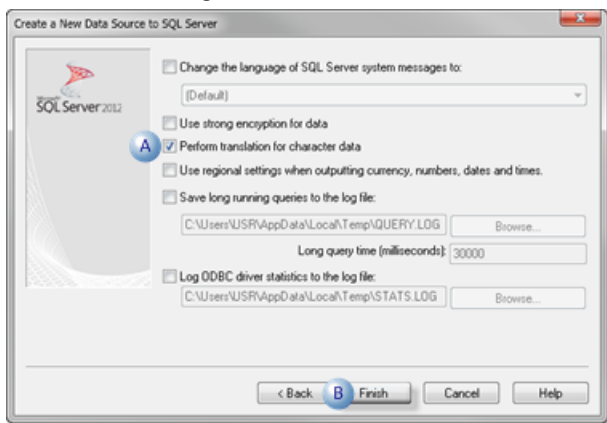 Create a New Data Source to SQL Server
Microsoft
SQL Server 2012
Change the language of SQL Server system messages to:
(Default)
Use strong encryption for data
A
Perform translation for character data
Use regional settings when outputting currency, numbers, dates and times.
Save long running queries to the log file:
C:\Users\USR\AppData\Local\Temp\QUERY.LOG Browse...
Long query time (milliseconds): 30000
Log ODBC driver statistics to the log file:
C:\Users\USR\AppData\Local\Temp\STATS.LOG Browse...
< Back B Finish Cancel Help